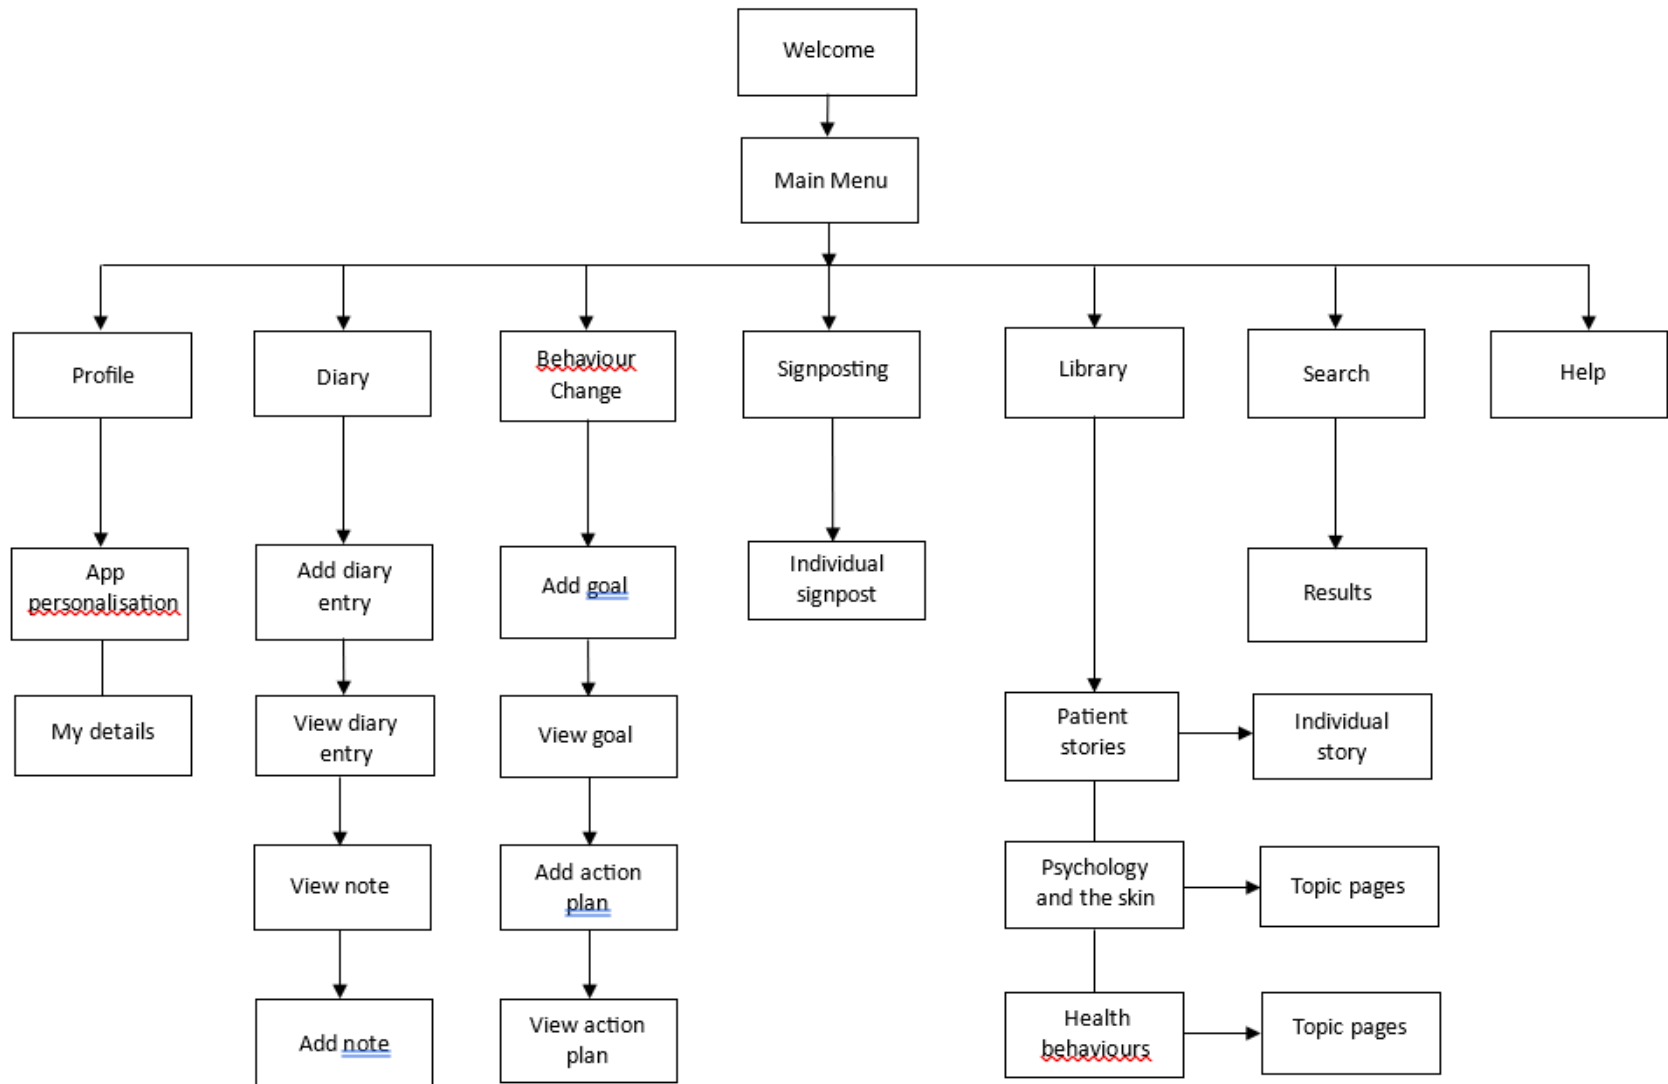 Welcome
Main Menu
Profile
Diary
Behaviour
Change
Signposting
Library
Search
Help
App
personalisation
Add diary
entry
Add goal
Individual
signpost
Results
My details
View diary
entry
View goal
Patient
stories
Individual
story
View note
Add action
plan
Psychology
and the skin
Topic pages
Add note
View action
plan
Health
behaviours
Topic pages